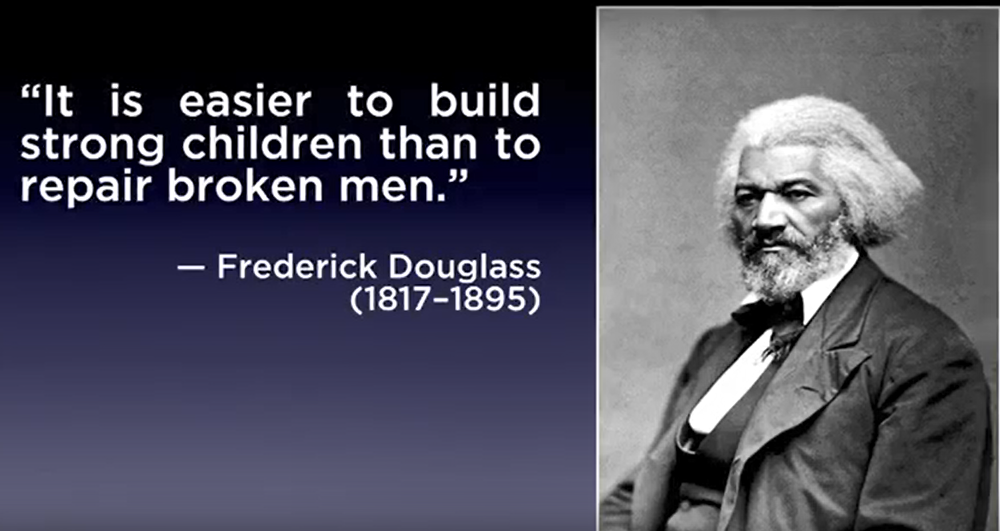 “It is easier to build
strong children than to
repair broken men.”
— Frederick Douglass
(1817–1895)